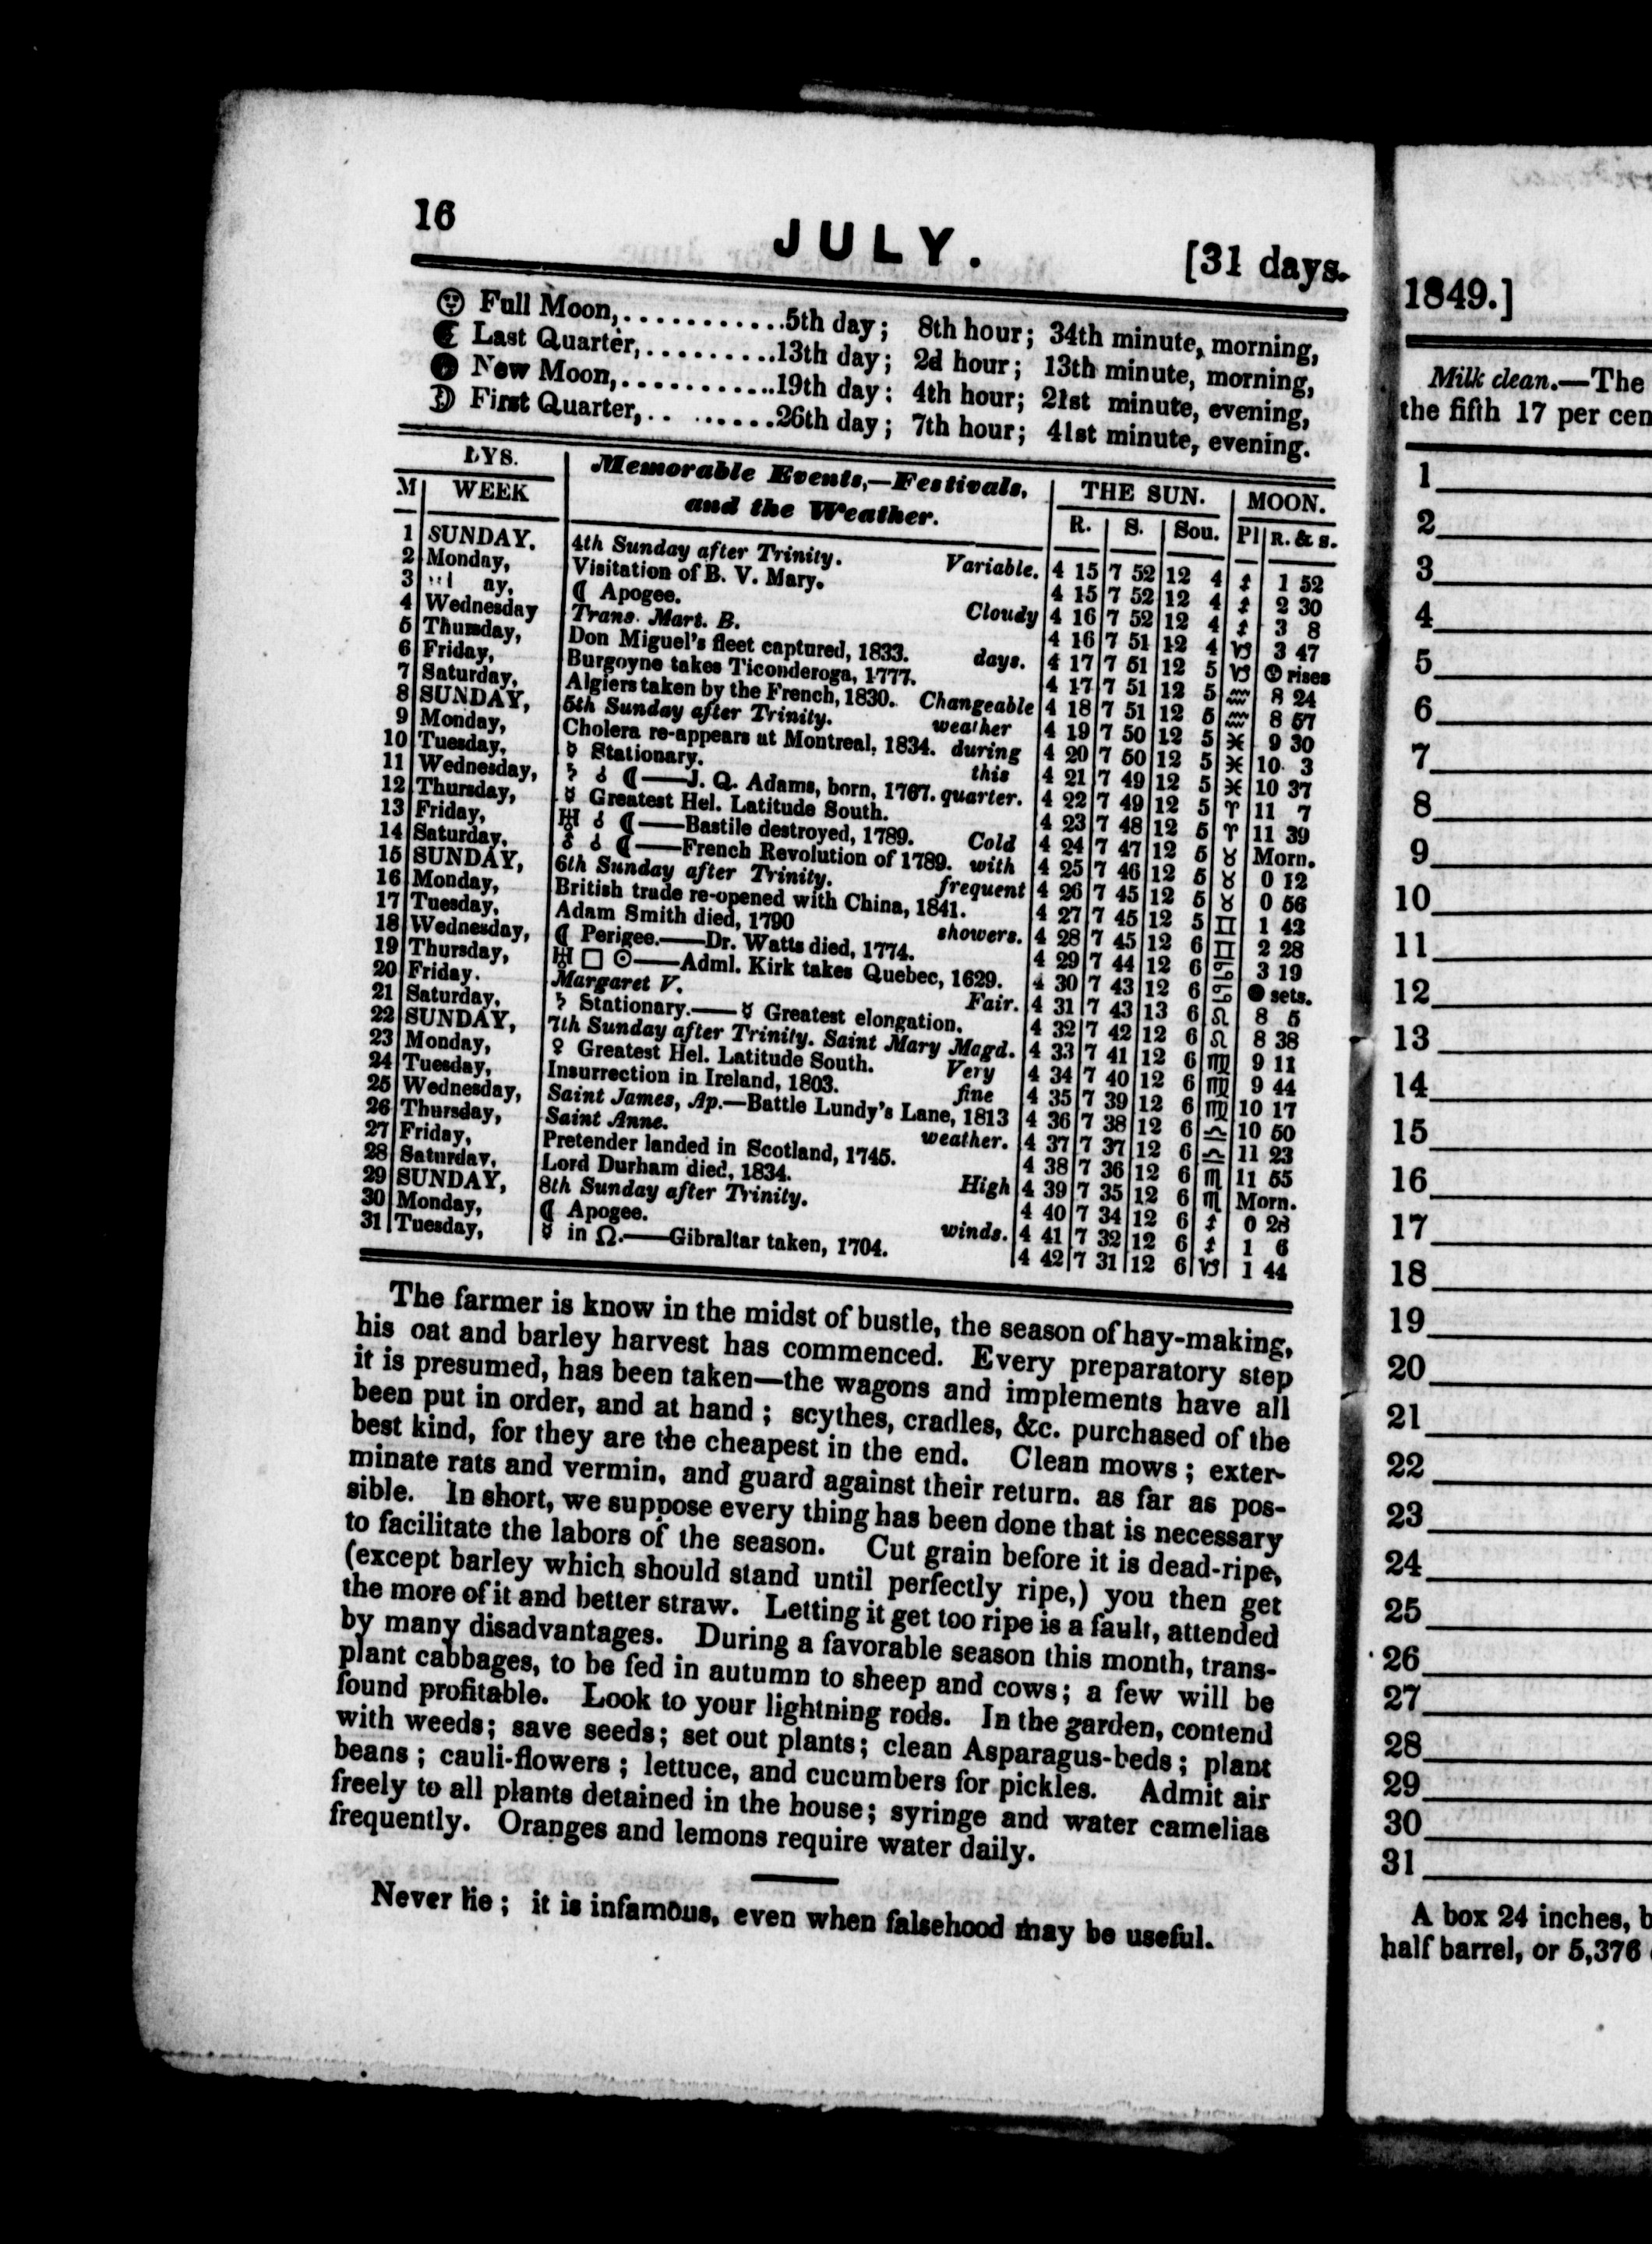 16
JULY.
[31 days.
Full Moon,............5th day; 8th hour; 34th minute, morning,
Last Quarter,..........13th day; 2d hour; 13th minute, morning,
New Moon,............19th day; 4th hour; 21st minute, evening,
First Quarter,.. .......26th day; 7th hour; 41st minute, evening.
DYS. Memorable Events,—Festivals, and the Weather. THE SUN. MOON.
M WEEK R. S. Sou. Pl R. & s.
1 SUNDAY. 4th Sunday after Trinity. Variable. 4 15 7 52 12 4 ♐ 1 52
2 Monday, Visitation of B. V. Mary. 4 15 7 52 12 4 ♐ 2 30
3 ay, ☾ Apogee. Cloudy 4 16 7 52 12 4 ♐ 3 8
4 Wednesday Trans. Mart. B. 4 16 7 51 12 4 ♑ 3 47
5 Thursday, Don Miguel's fleet captured, 1833. days. 4 17 7 51 12 5 ♑ rises
6 Friday, Burgoyne takes Ticonderoga, 1777. 4 17 7 51 12 5 ♒ 8 24
7 Saturday, Algiers taken by the French, 1830. Changeable 4 18 7 51 12 5 ♒ 8 57
8 SUNDAY, 5th Sunday after Trinity. weather 4 19 7 50 12 5 ♓ 9 30
9 Monday, Cholera re-appears at Montreal, 1834. during 4 20 7 50 12 5 ♓ 10 3
10 Tuesday, ☿ Stationary. this 4 21 7 49 12 5 ♓ 10 37
11 Wednesday, ♄ ☌ ☾——J. Q. Adams, born, 1767. quarter. 4 22 7 49 12 5 ♈ 11 7
12 Thursday, ☿ Greatest Hel. Latitude South. 4 23 7 48 12 5 ♈ 11 39
13 Friday, ♅ ☌ ☾——Bastile destroyed, 1789. Cold 4 24 7 47 12 5 ♉ Morn.
14 Saturday, ☌ ☾——French Revolution of 1789. with 4 25 7 46 12 5 ♉ 0 12
15 SUNDAY, 6th Sunday after Trinity. frequent 4 26 7 45 12 5 ♉ 0 56
16 Monday, British trade re-opened with China, 1841. 4 27 7 45 12 5 ♊ 1 42
17 Tuesday, Adam Smith died, 1790 showers. 4 28 7 45 12 6 ♊ 2 28
18 Wednesday, ☾ Perigee.——Dr. Watts died, 1774. 4 29 7 44 12 6 ♋ 3 19
19 Thursday, ♅ □ ☉——Adml. Kirk takes Quebec, 1629. 4 30 7 43 12 6 ♋ ● sets.
20 Friday. Margaret V. Fair. 4 31 7 43 13 6 ♌ 8 5
21 Saturday, ♄ Stationary.——☿ Greatest elongation. 4 32 7 42 12 6 ♌ 8 38
22 SUNDAY, 7th Sunday after Trinity. Saint Mary Magd. 4 33 7 41 12 6 ♍ 9 11
23 Monday, ♀ Greatest Hel. Latitude South. Very 4 34 7 40 12 6 ♍ 9 44
24 Tuesday, Insurrection in Ireland, 1803. fine 4 35 7 39 12 6 ♍ 10 17
25 Wednesday, Saint James, Ap.—Battle Lundy's Lane, 1813 4 36 7 38 12 6 ♎ 10 50
26 Thursday, Saint Anne. weather. 4 37 7 37 12 6 ♎ 11 23
27 Friday, Pretender landed in Scotland, 1745. 4 38 7 36 12 6 ♏ 11 55
28 Saturday, Lord Durham died, 1834. High 4 39 7 35 12 6 ♏ Morn.
29 SUNDAY, 8th Sunday after Trinity. 4 40 7 34 12 6 ♐ 0 28
30 Monday, ☾ Apogee. winds. 4 41 7 32 12 6 ♐ 1 6
31 Tuesday, ☿ in ☊.——Gibraltar taken, 1704. 4 42 7 31 12 6 ♑ 1 44
The farmer is know in the midst of bustle, the season of hay-making,
his oat and barley harvest has commenced. Every preparatory step
it is presumed, has been taken—the wagons and implements have all
been put in order, and at hand; scythes, cradles, &c. purchased of the
best kind, for they are the cheapest in the end. Clean mows; exter-
minate rats and vermin, and guard against their return, as far as pos-
sible. In short, we suppose every thing has been done that is necessary
to facilitate the labors of the season. Cut grain before it is dead-ripe,
(except barley which should stand until perfectly ripe,) you then get
the more of it and better straw. Letting it get too ripe is a fault, attended
by many disadvantages. During a favorable season this month, trans-
plant cabbages, to be fed in autumn to sheep and cows; a few will be
found profitable. Look to your lightning rods. In the garden, contend
with weeds; save seeds; set out plants; clean Asparagus-beds; plant
beans; cauli-flowers; lettuce, and cucumbers for pickles. Admit air
freely to all plants detained in the house; syringe and water camelias
frequently. Oranges and lemons require water daily.
Never lie; it is infamous, even when falsehood may be useful.
1849.]
Milk clean.—The
the fifth 17 per cen
1
2
3
4
5
6
7
8
9
10
11
12
13
14
15
16
17
18
19
20
21
22
23
24
25
26
27
28
29
30
31
A box 24 inches, b
half barrel, or 5,376